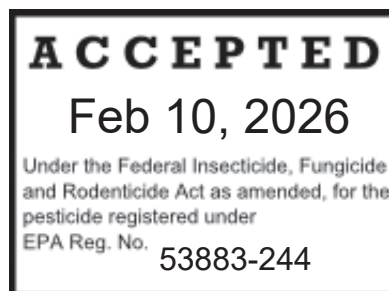 ACCEPTED
Feb 10, 2026
Under the Federal Insecticide, Fungicide
and Rodenticide Act as amended, for the
pesticide registered under
EPA Reg. No. 53883-244